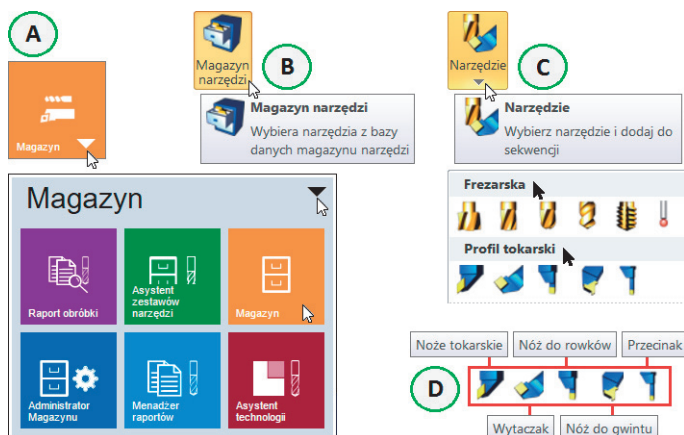 A
Magazyn
Magazyn
narzędzi
B
Magazyn narzędzi
Wybiera narzędzia z bazy
danych magazynu narzędzi
Narzędzie
C
Narzędzie
Wybierz narzędzie i dodaj do
sekwencji
Frezarska
Profil tokarski
Magazyn
Raport obróbki
Asystent
zestawów
narzędzi
Magazyn
Administrator
Magazynu
Menadżer
raportów
Asystent
technologii
Noże tokarskie
Nóż do rowków
Przecinak
D
Wytaczak
Nóż do gwintu